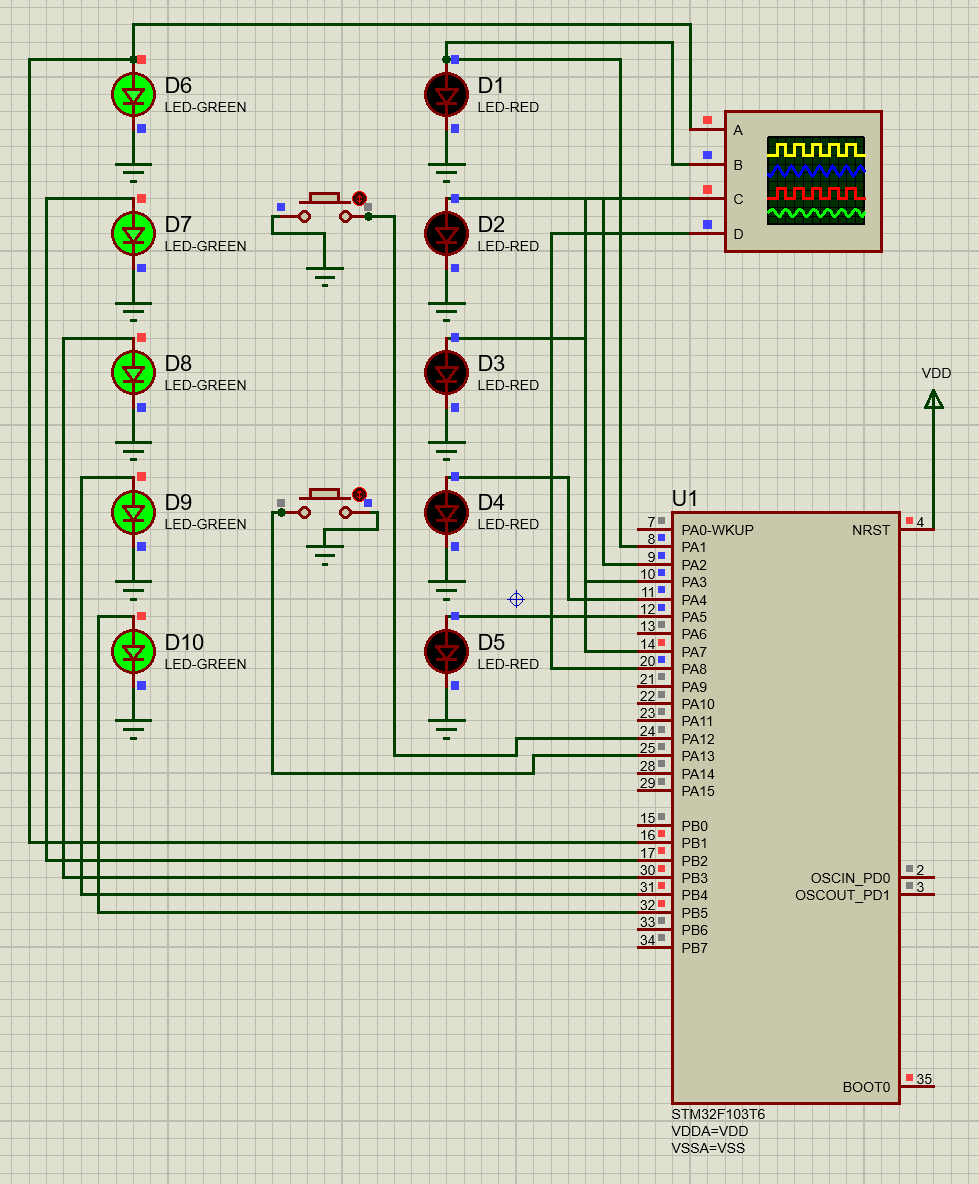 D6
LED-GREEN
D1
LED-RED
A
B
C
D
D7
LED-GREEN
D2
LED-RED
D8
LED-GREEN
D3
LED-RED
VDD
D9
LED-GREEN
D4
LED-RED
U1
7 PA0-WKUP NRST 4
8 PA1
9 PA2
10 PA3
11 PA4
12 PA5
13 PA6
14 PA7
20 PA8
21 PA9
22 PA10
23 PA11
24 PA12
25 PA13
28 PA14
29 PA15
D10
LED-GREEN
D5
LED-RED
15 PB0
16 PB1
17 PB2
30 PB3 OSCIN_PD0 2
31 PB4 OSCOUT_PD1 3
32 PB5
33 PB6
34 PB7
BOOT0 35
STM32F103T6
VDDA=VDD
VSSA=VSS